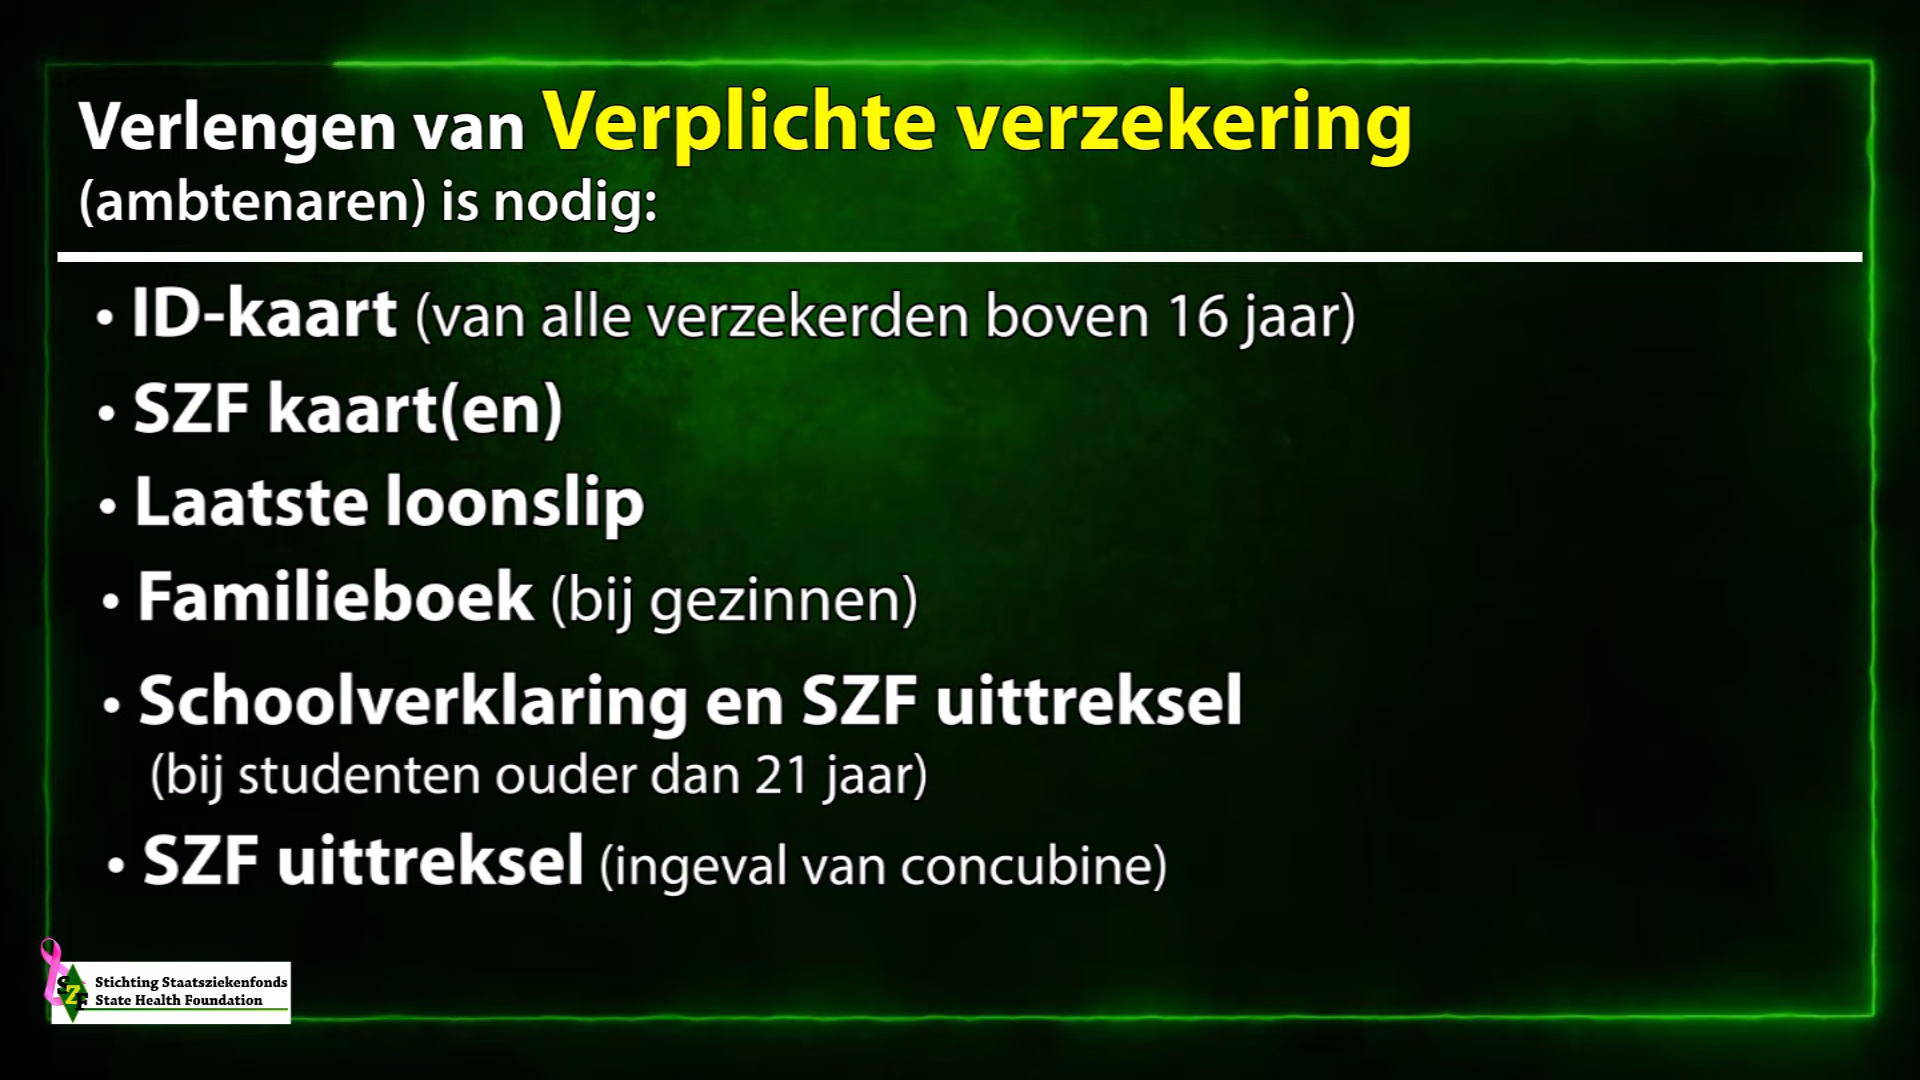 Verlengen van Verplichte verzekering
(ambtenaren) is nodig:
• ID-kaart (van alle verzekerden boven 16 jaar)
• SZF kaart(en)
• Laatste loonslip
• Familieboek (bij gezinnen)
• Schoolverklaring en SZF uittreksel
(bij studenten ouder dan 21 jaar)
• SZF uittreksel (ingeval van concubine)
SZF
Stichting Staatsziekenfonds
State Health Foundation